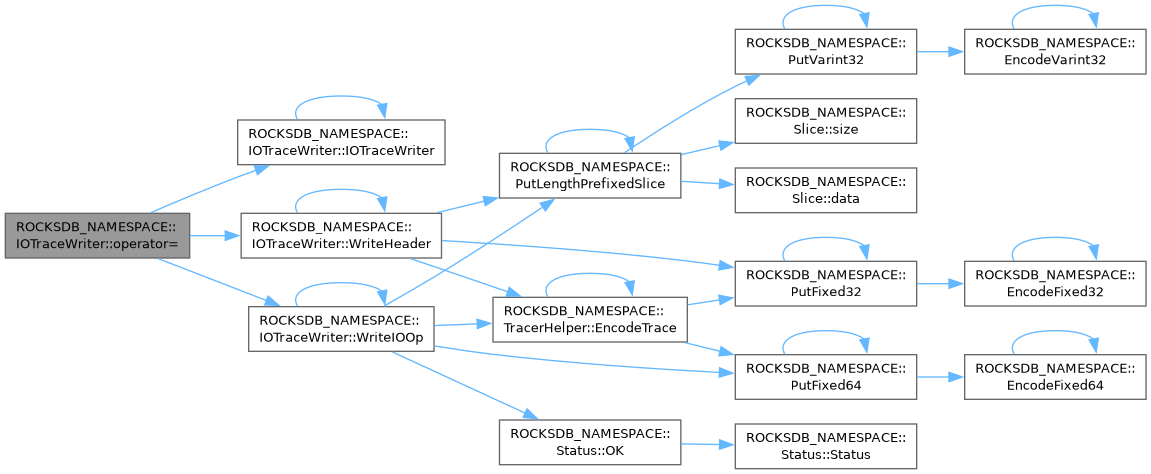 ROCKSDB_NAMESPACE::
IOTraceWriter::operator=
ROCKSDB_NAMESPACE::
IOTraceWriter::IOTraceWriter
ROCKSDB_NAMESPACE::
IOTraceWriter::WriteHeader
ROCKSDB_NAMESPACE::
IOTraceWriter::WriteIOOp
ROCKSDB_NAMESPACE::
PutLengthPrefixedSlice
ROCKSDB_NAMESPACE::
TracerHelper::EncodeTrace
ROCKSDB_NAMESPACE::
Status::OK
ROCKSDB_NAMESPACE::
PutVarint32
ROCKSDB_NAMESPACE::
Slice::size
ROCKSDB_NAMESPACE::
Slice::data
ROCKSDB_NAMESPACE::
PutFixed32
ROCKSDB_NAMESPACE::
PutFixed64
ROCKSDB_NAMESPACE::
Status::Status
ROCKSDB_NAMESPACE::
EncodeVarint32
ROCKSDB_NAMESPACE::
EncodeFixed32
ROCKSDB_NAMESPACE::
EncodeFixed64